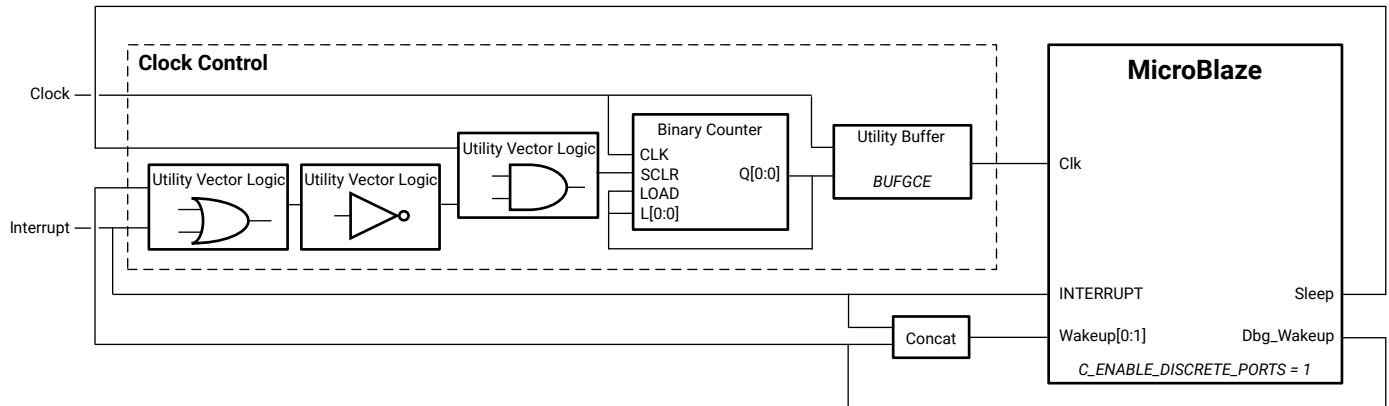 Clock Control
MicroBlaze
Clock
Binary Counter
Utility Buffer
Utility Vector Logic
CLK
Clk
Utility Vector Logic
Utility Vector Logic
SCLR
Q[0:0]
BUFGCE
LOAD
L[0:0]
Interrupt
INTERRUPT
Sleep
Concat
Wakeup[0:1]
Dbg_Wakeup
C_ENABLE_DISCRETE_PORTS = 1